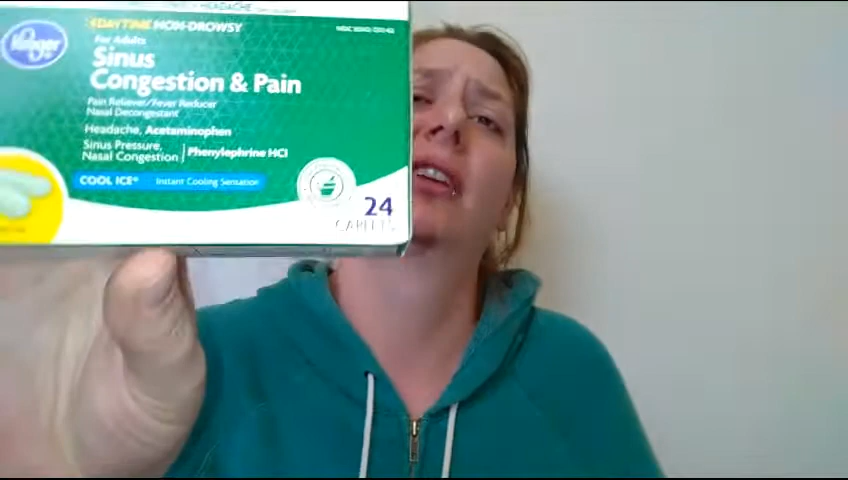 HEADACHE
DAYTIME NON-DROWSY
Kroger
For Adults
Sinus
Congestion & Pain
Pain Reliever/Fever Reducer
Nasal Decongestant
Headache, Acetaminophen
Sinus Pressure,
Nasal Congestion Phenylephrine HCl
COOL ICE® Instant Cooling Sensation
24
CAPLETS